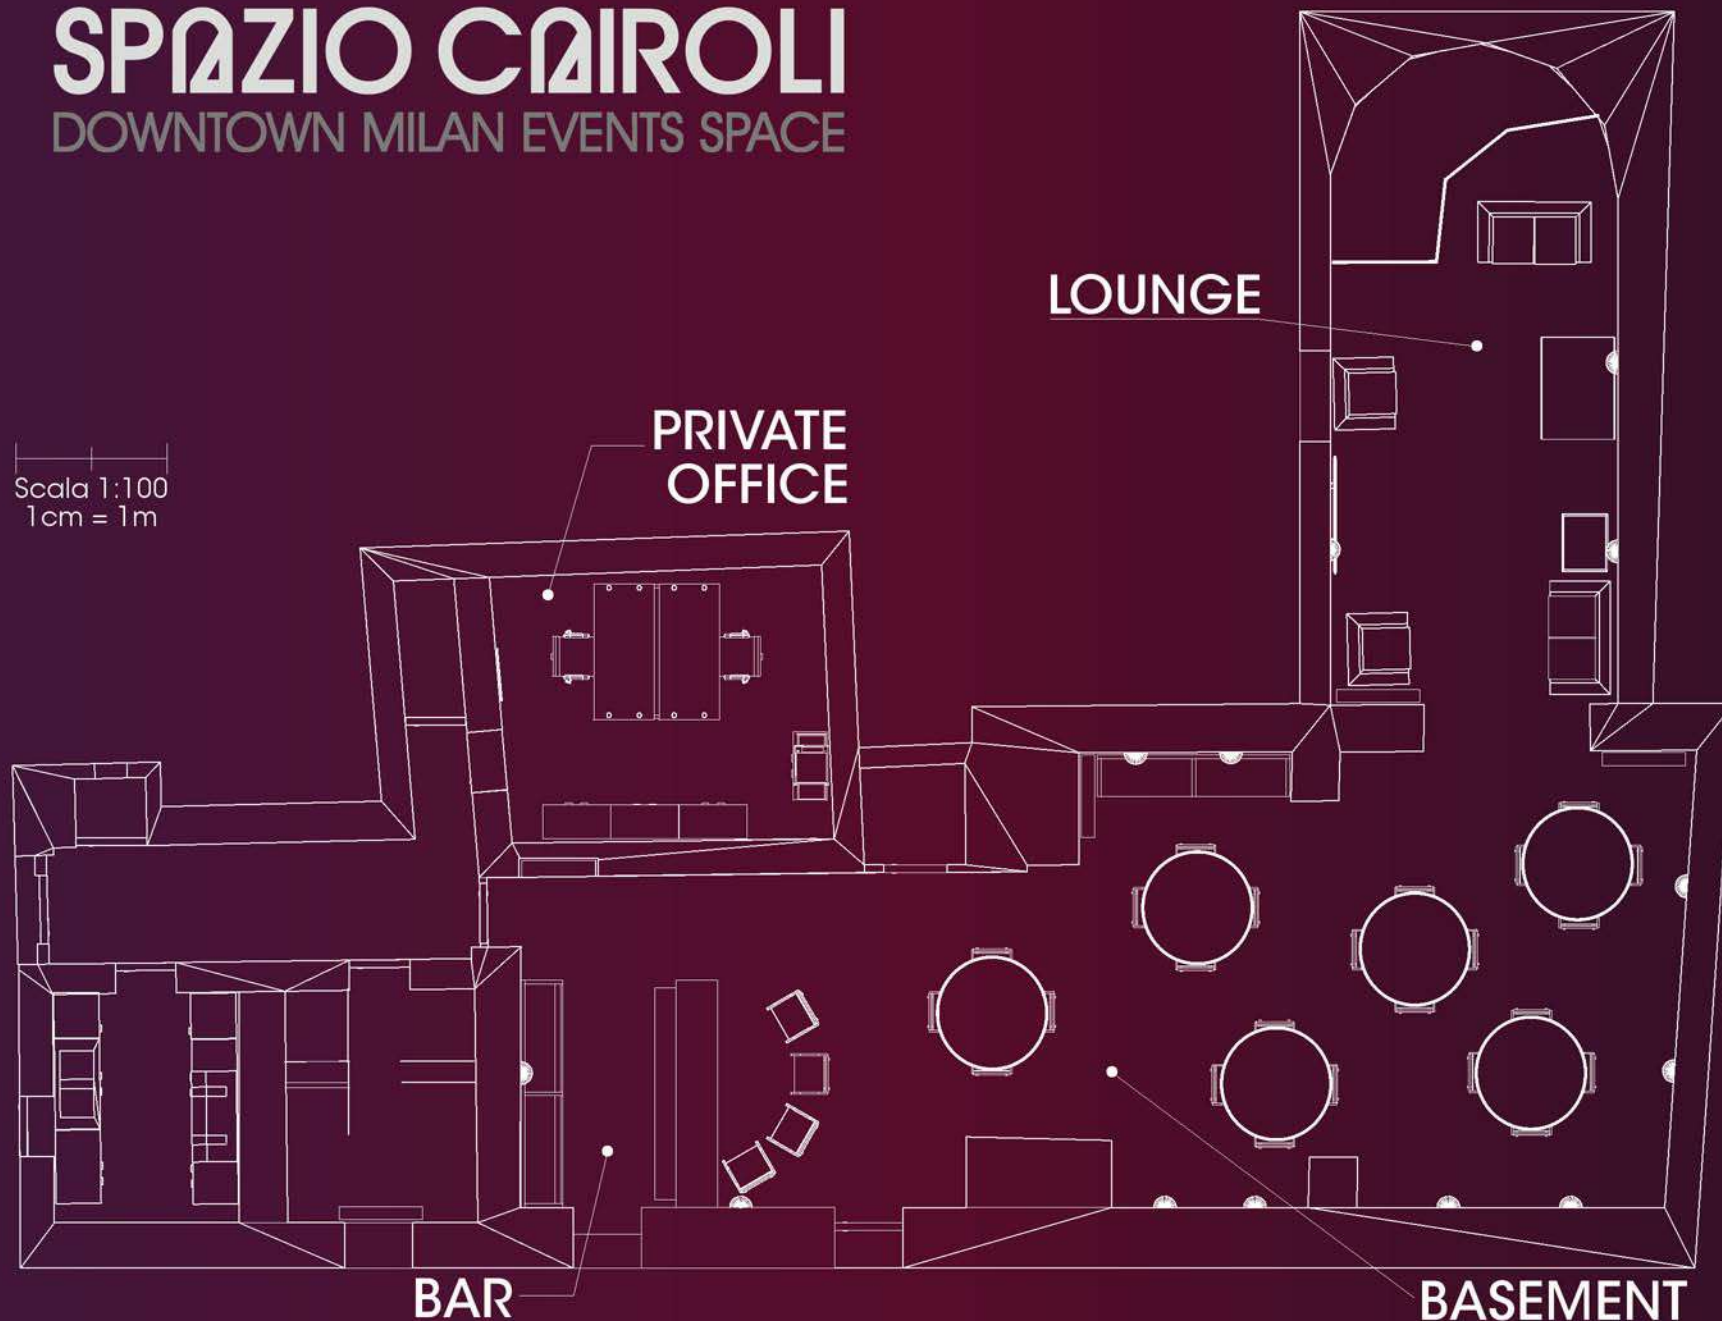 SPAZIO CAIROLI
DOWNTOWN MILAN EVENTS SPACE
LOUNGE
PRIVATE
OFFICE
Scala 1:100
1cm = 1m
BAR
BASEMENT